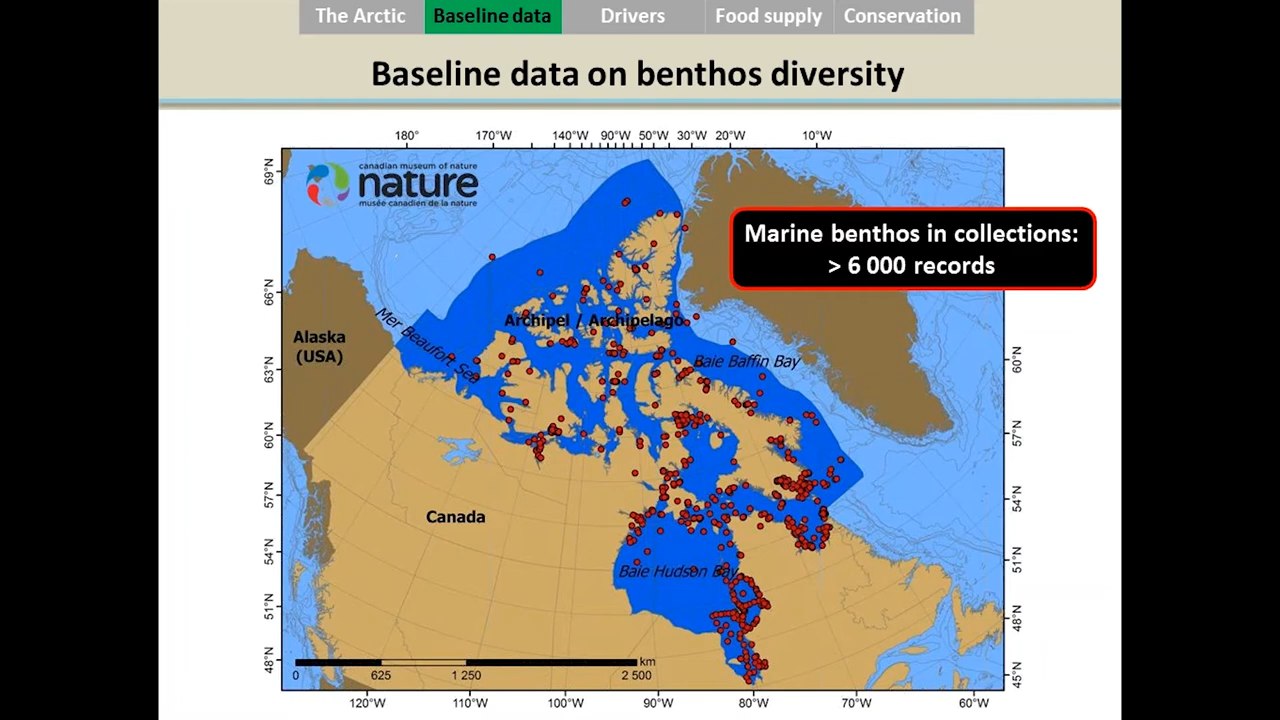 The Arctic
Baseline data
Drivers
Food supply
Conservation
Baseline data on benthos diversity
180°
170°W
140°W
90°W
50°W
30°W
20°W
10°W
69°N
66°N
63°N
60°N
57°N
54°N
51°N
48°N
canadian museum of nature
nature
musée canadien de la nature
Marine benthos in collections:
> 6 000 records
Alaska
(USA)
Mer Beaufort Sea
Archipel / Archipelago
Baie Baffin Bay
Canada
Baie Hudson Bay
km
0
625
1 250
2 500
60°N
57°N
54°N
51°N
48°N
45°N
120°W
110°W
100°W
90°W
80°W
70°W
60°W